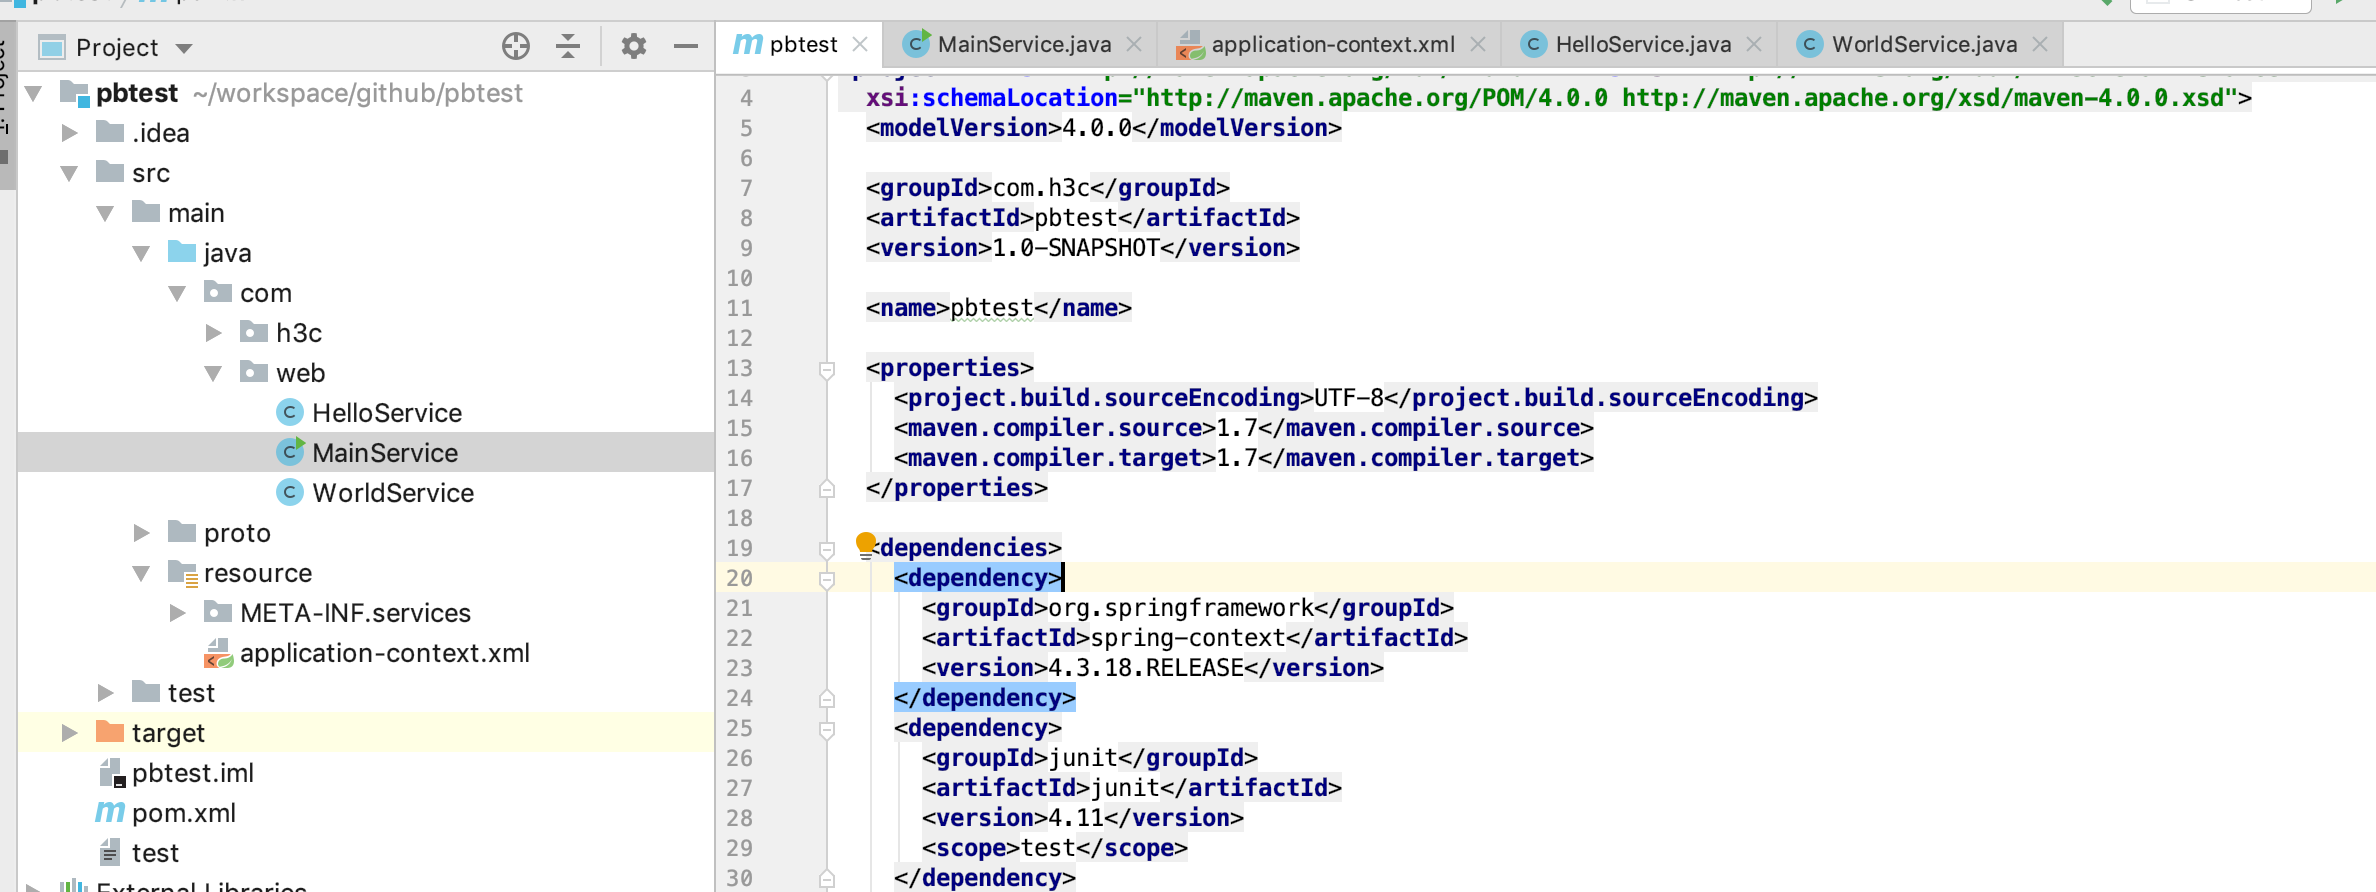 Project
pbtest ~/workspace/github/pbtest
.idea
src
main
java
com
h3c
web
HelloService
MainService
WorldService
proto
resource
META-INF.services
application-context.xml
test
target
pbtest.iml
pom.xml
test
External Libraries
pbtest MainService.java application-context.xml HelloService.java WorldService.java
4 xsi:schemaLocation="http://maven.apache.org/POM/4.0.0 http://maven.apache.org/xsd/maven-4.0.0.xsd">
5 <modelVersion>4.0.0</modelVersion>
6
7 <groupId>com.h3c</groupId>
8 <artifactId>pbtest</artifactId>
9 <version>1.0-SNAPSHOT</version>
10
11 <name>pbtest</name>
12
13 <properties>
14 <project.build.sourceEncoding>UTF-8</project.build.sourceEncoding>
15 <maven.compiler.source>1.7</maven.compiler.source>
16 <maven.compiler.target>1.7</maven.compiler.target>
17 </properties>
18
19 <dependencies>
20 <dependency>
21 <groupId>org.springframework</groupId>
22 <artifactId>spring-context</artifactId>
23 <version>4.3.18.RELEASE</version>
24 </dependency>
25 <dependency>
26 <groupId>junit</groupId>
27 <artifactId>junit</artifactId>
28 <version>4.11</version>
29 <scope>test</scope>
30 </dependency>